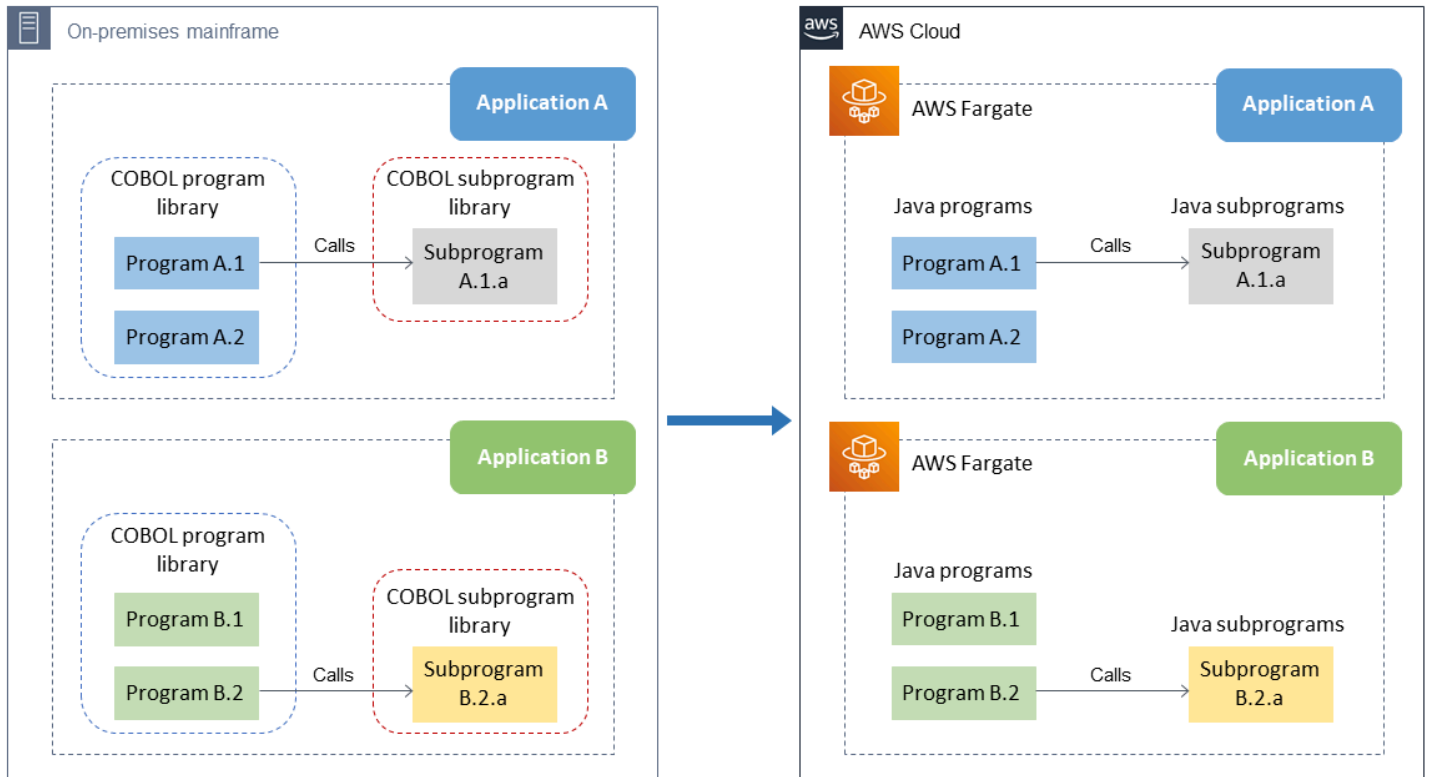 On-premises mainframe
Application A
COBOL program
library
COBOL subprogram
library
Program A.1
Calls
Subprogram
A.1.a
Program A.2
Application B
COBOL program
library
Program B.1
COBOL subprogram
library
Program B.2
Calls
Subprogram
B.2.a
aws
AWS Cloud
AWS Fargate
Application A
Java programs
Java subprograms
Program A.1
Calls
Subprogram
A.1.a
Program A.2
AWS Fargate
Application B
Java programs
Program B.1
Java subprograms
Program B.2
Calls
Subprogram
B.2.a